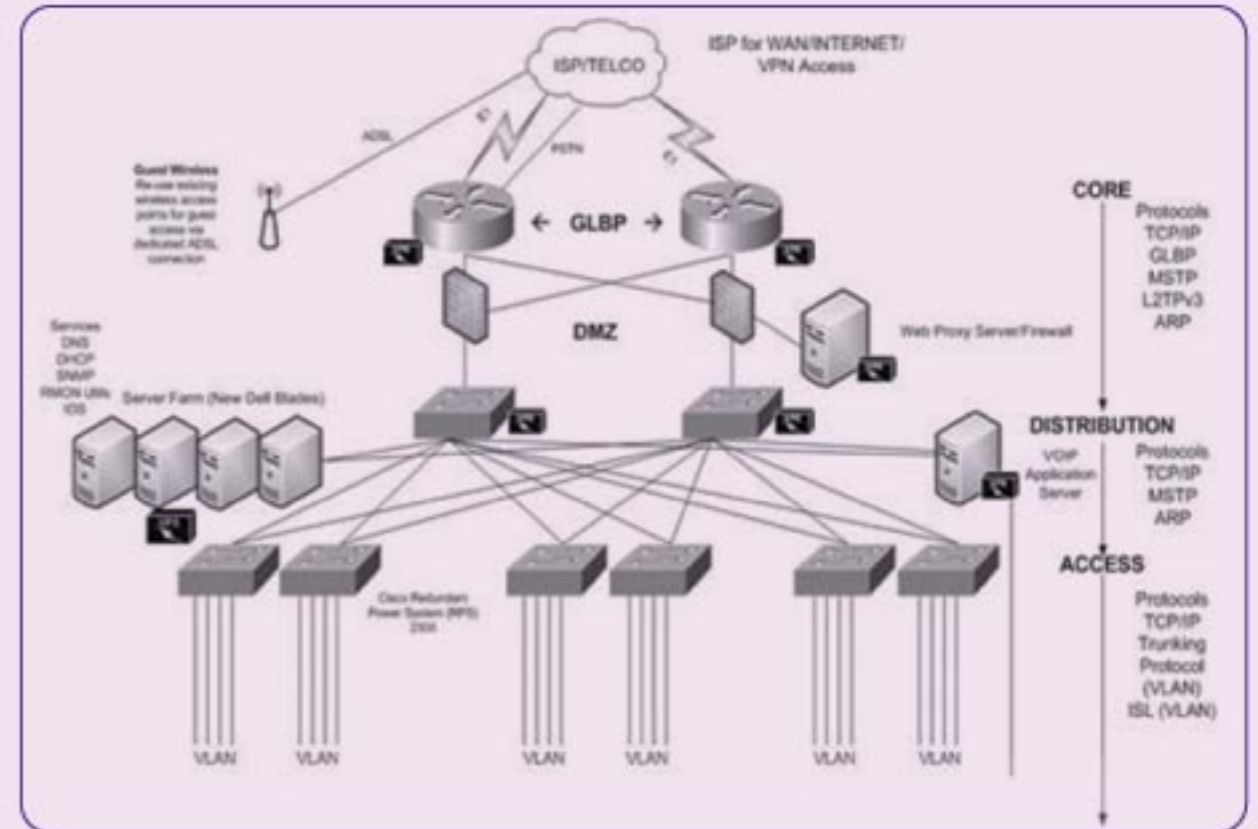 ISP/TELCO
ISP for WAN/INTERNET/
VPN Access
ADSL
E1
PSTN
E1
Guest Wireless
Re-use existing
wireless access
points for guest
access via
dedicated ADSL
connection
← GLBP →
CORE
Protocols
TCP/IP
GLBP
MSTP
L2TPv3
ARP
DMZ
Web Proxy Server/Firewall
Services
DNS
DHCP
SNMP
RMON Utils
Server Farm (New Dell Blades)
DISTRIBUTION
VOIP
Application
Server
Protocols
TCP/IP
MSTP
ARP
ACCESS
Cisco Redundant
Power System (RPS)
Protocols
TCP/IP
Trunking
Protocol
(VLAN)
ISL (VLAN)
VLAN
VLAN
VLAN
VLAN
VLAN
VLAN